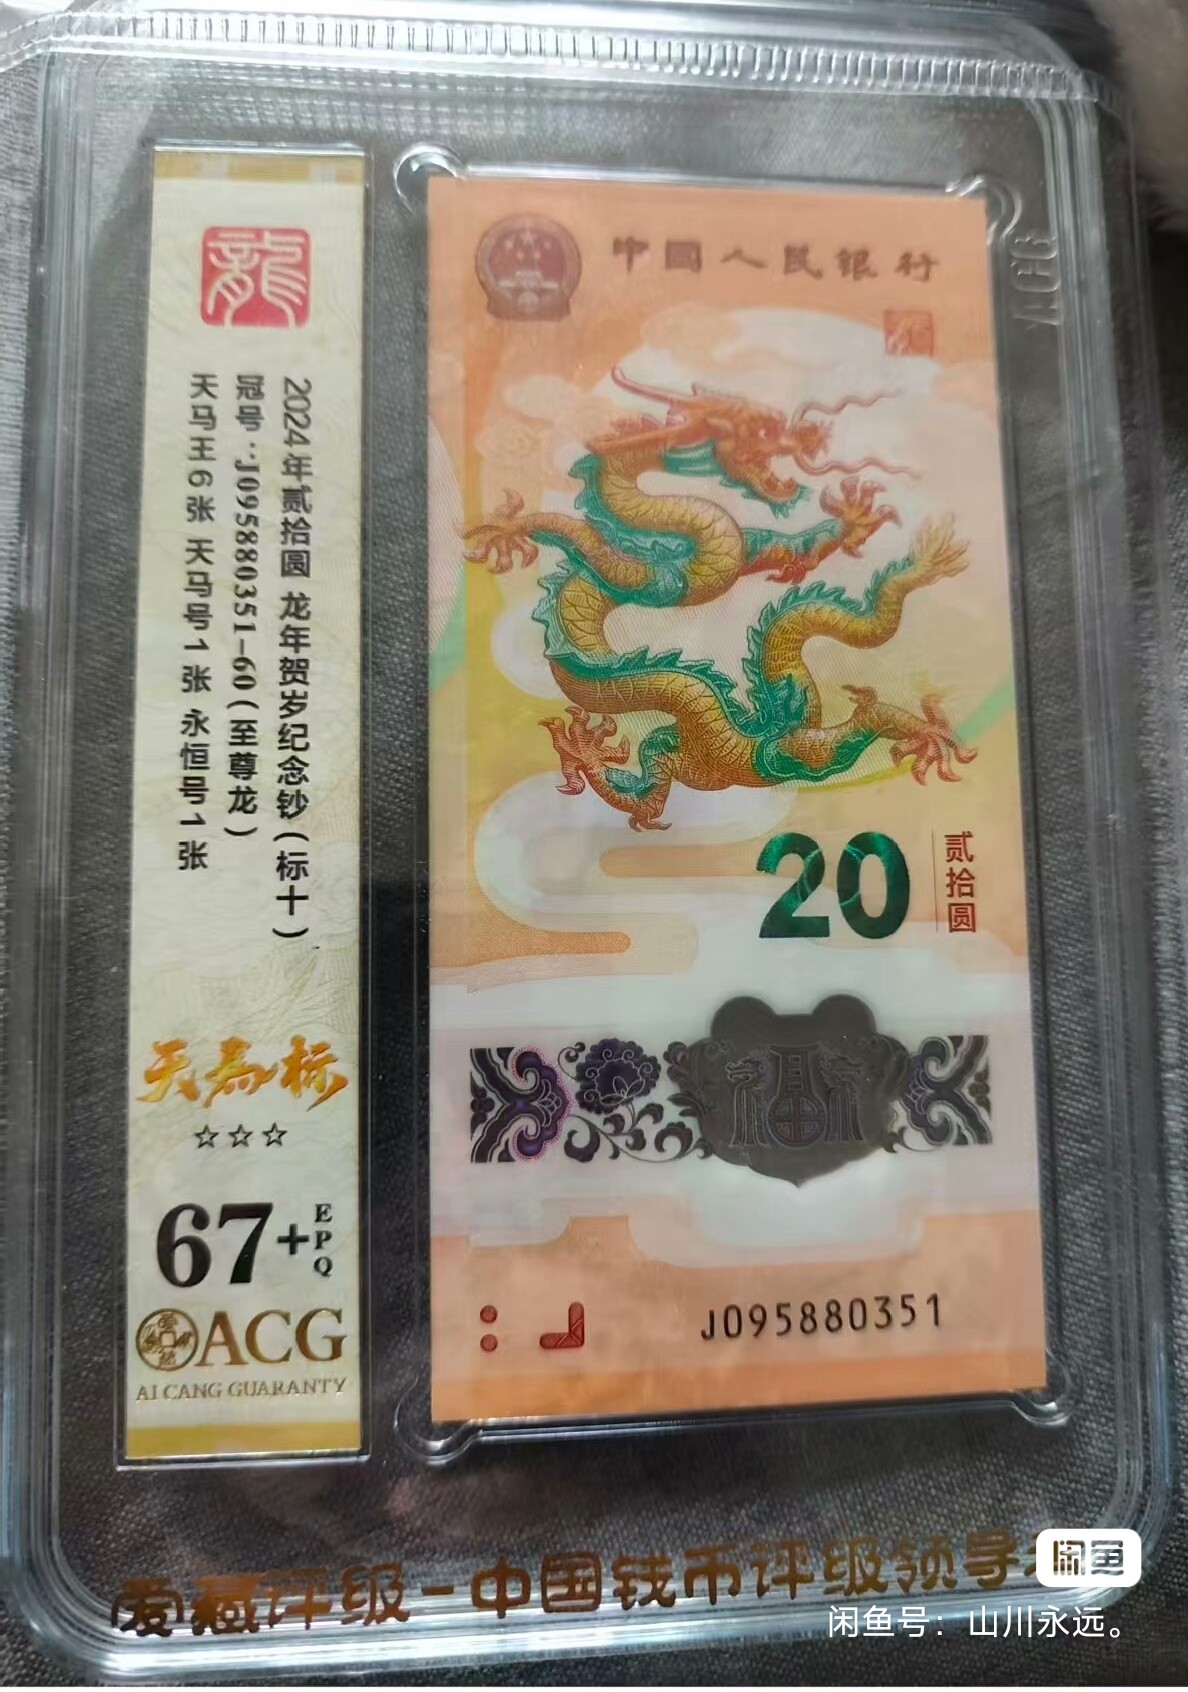 龍
2024年贰拾圆 龙年贺岁纪念钞(标十)
冠号:J095880351-60(至尊龙)
天马王6张 天马号1张 永恒号1张
天马标
☆☆☆
67+EPQ
ACG
AI CANG GUARANTY
中国人民银行
20
贰拾圆
福
J095880351
ACG
爱藏评级-中国钱币评级领导
闲鱼
闲鱼号：山川永远。